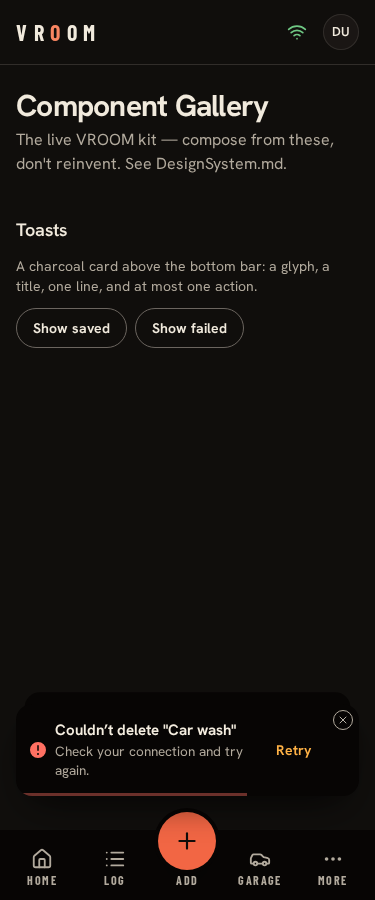 VROOM
DU
Component Gallery
The live VROOM kit — compose from these,
don't reinvent. See DesignSystem.md.
Toasts
A charcoal card above the bottom bar: a glyph, a
title, one line, and at most one action.
Show saved
Show failed
Couldn’t delete "Car wash"
Check your connection and try
again.
Retry
HOME
LOG
ADD
GARAGE
MORE